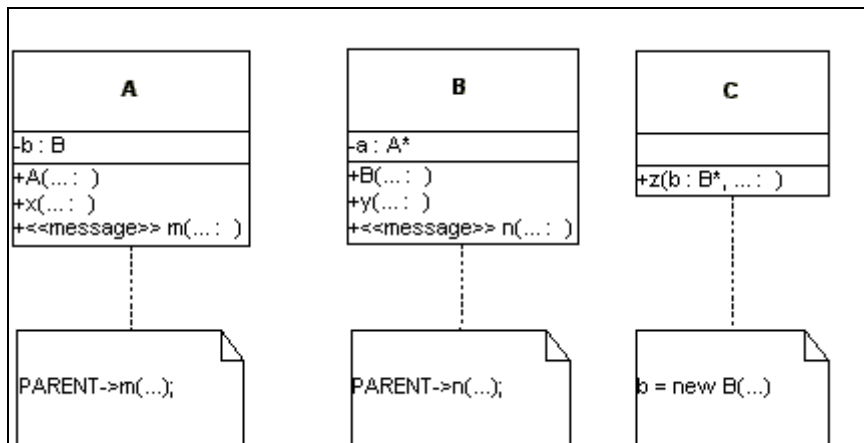 A
-b : B
+A(... : )
+x(... : )
+<<message>> m(... : )
B
-a : A*
+B(... : )
+y(... : )
+<<message>> n(... : )
C
+z(b : B*, ... : )
PARENT->m(...);
PARENT->n(...);
b = new B(...)